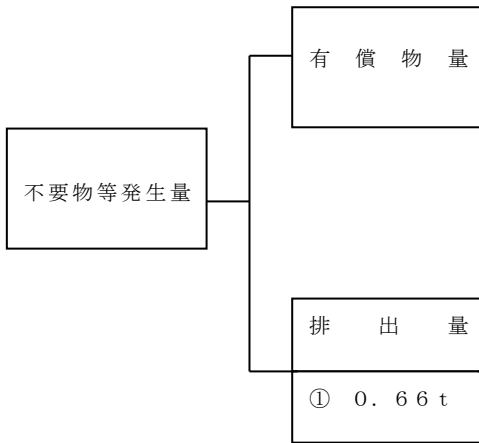 有償物量
不要物等発生量
排出量
① ０．６６ｔ